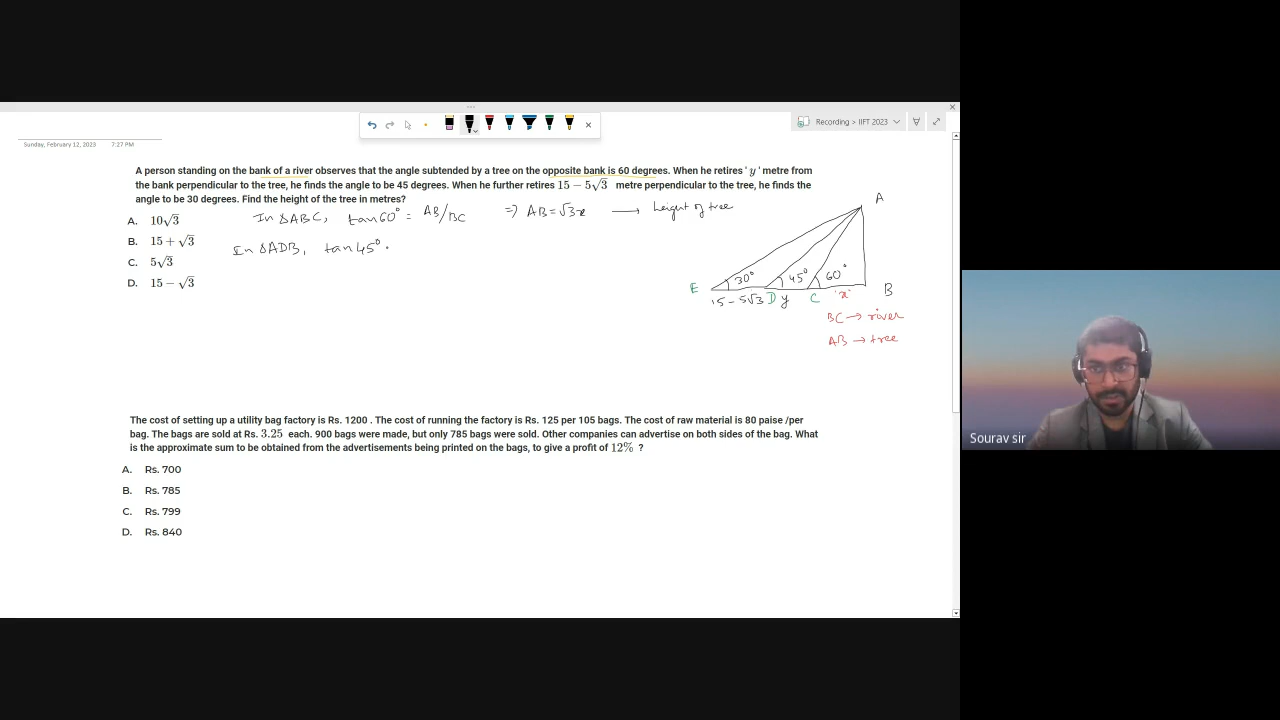 Recording > IIFT 2023
Sunday, February 12, 2023 7:27 PM
A person standing on the bank of a river observes that the angle subtended by a tree on the opposite bank is 60 degrees. When he retires ' y ' metre from
the bank perpendicular to the tree, he finds the angle to be 45 degrees. When he further retires 15 − 5√3 metre perpendicular to the tree, he finds the
angle to be 30 degrees. Find the height of the tree in metres?
A. 10√3
B. 15 + √3
C. 5√3
D. 15 − √3
In ΔABC, tan60° = AB/BC ⇒ AB = √3x → height of tree
In ΔADB, tan45°
A
30° 45° 60°
E 15 − 5√3 D y C 'x' B
BC → river
AB → tree
Sourav sir
The cost of setting up a utility bag factory is Rs. 1200 . The cost of running the factory is Rs. 125 per 105 bags. The cost of raw material is 80 paise /per
bag. The bags are sold at Rs. 3.25 each. 900 bags were made, but only 785 bags were sold. Other companies can advertise on both sides of the bag. What
is the approximate sum to be obtained from the advertisements being printed on the bags, to give a profit of 12% ?
A. Rs. 700
B. Rs. 785
C. Rs. 799
D. Rs. 840